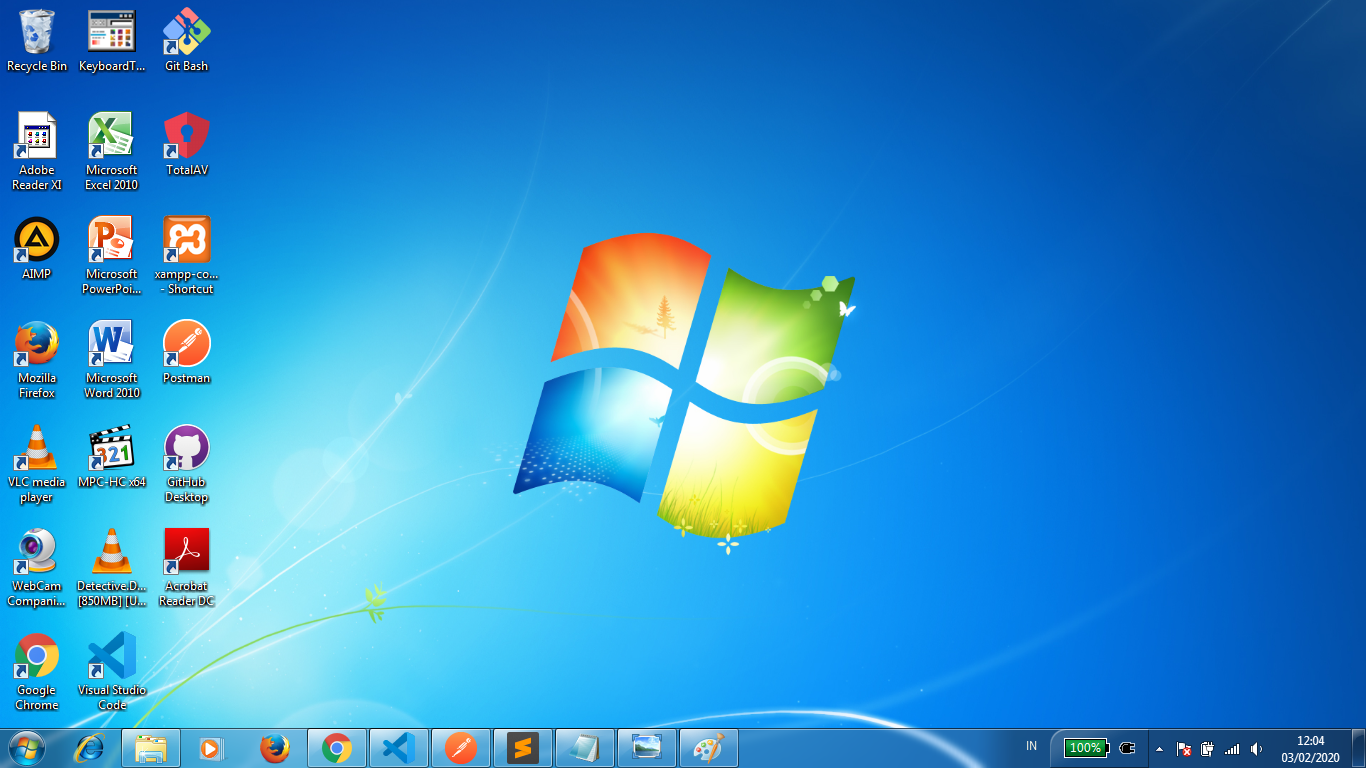 Recycle Bin
KeyboardT...
Git Bash
Adobe
Reader XI
Microsoft
Excel 2010
TotalAV
AIMP
Microsoft
PowerPoi...
xampp-co...
- Shortcut
Mozilla
Firefox
Microsoft
Word 2010
Postman
VLC media
player
321
MPC-HC x64
GitHub
Desktop
WebCam
Compani...
Detective.D...
[850MB] [U...
Acrobat
Reader DC
Google
Chrome
Visual Studio
Code
IN
100%
12:04
03/02/2020